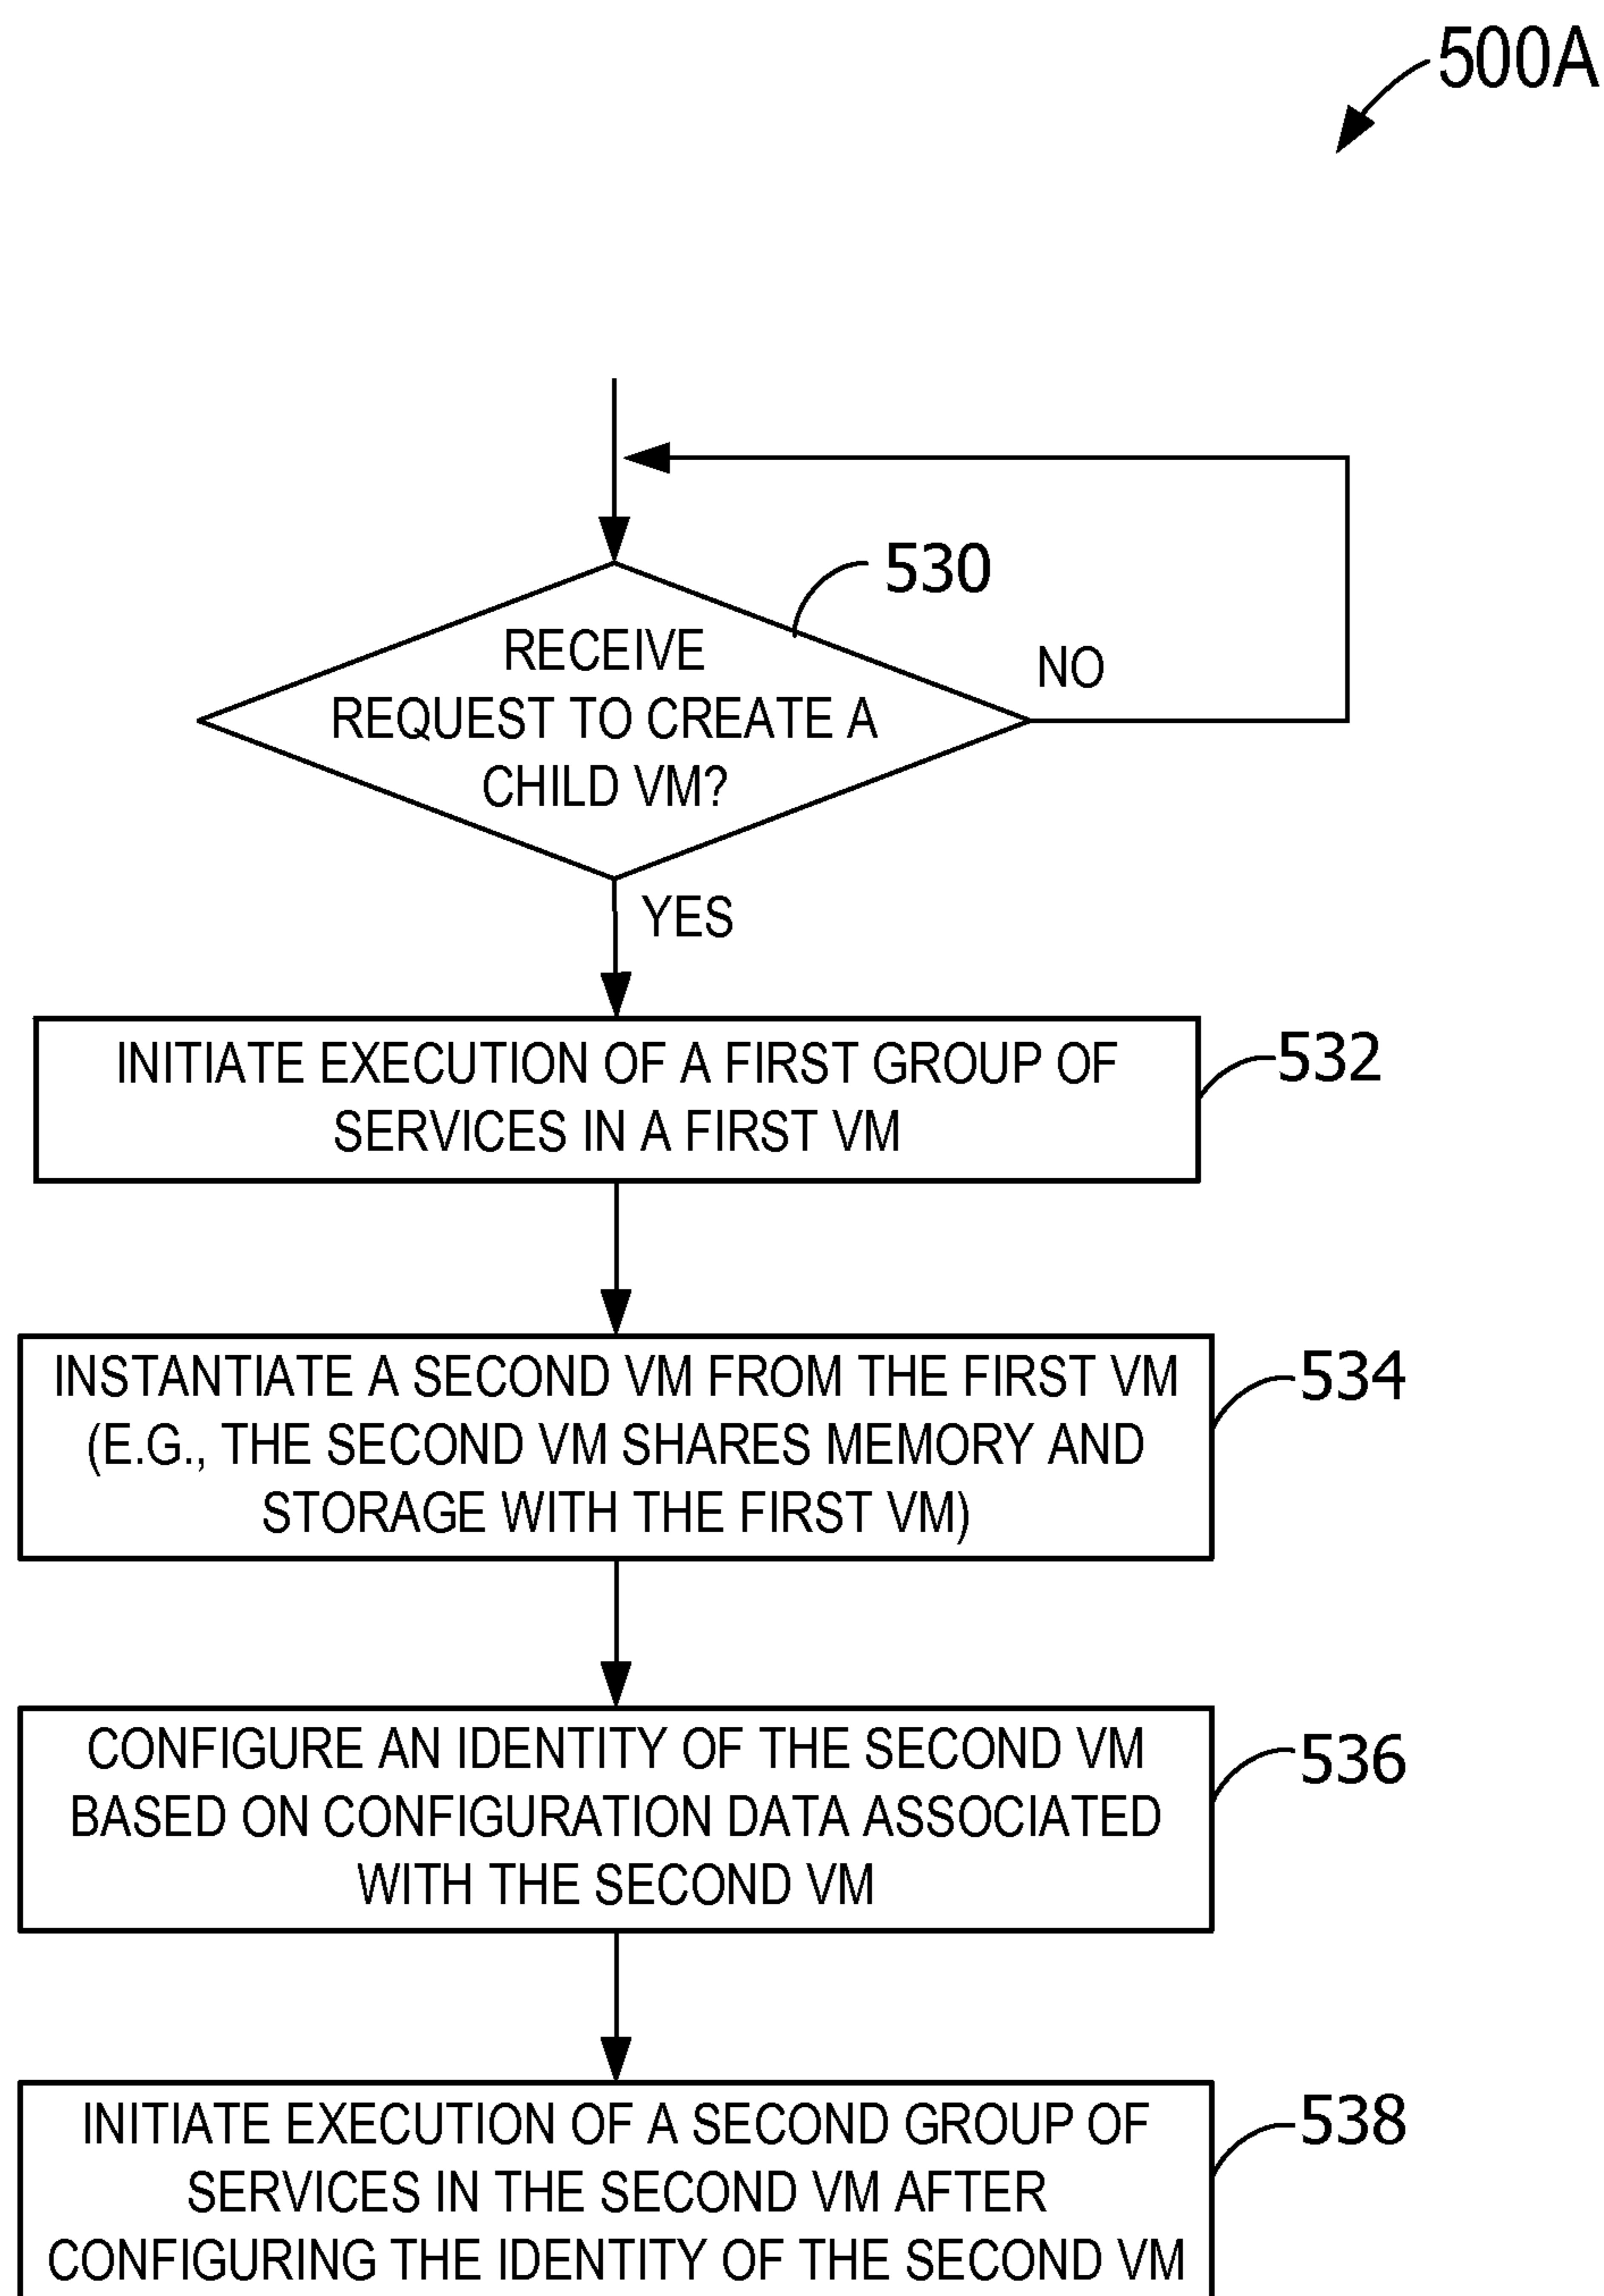 500A
530
RECEIVE
REQUEST TO CREATE A
CHILD VM?
NO
YES
INITIATE EXECUTION OF A FIRST GROUP OF
SERVICES IN A FIRST VM
532
INSTANTIATE A SECOND VM FROM THE FIRST VM
(E.G., THE SECOND VM SHARES MEMORY AND
STORAGE WITH THE FIRST VM)
534
CONFIGURE AN IDENTITY OF THE SECOND VM
BASED ON CONFIGURATION DATA ASSOCIATED
WITH THE SECOND VM
536
INITIATE EXECUTION OF A SECOND GROUP OF
SERVICES IN THE SECOND VM AFTER
CONFIGURING THE IDENTITY OF THE SECOND VM
538